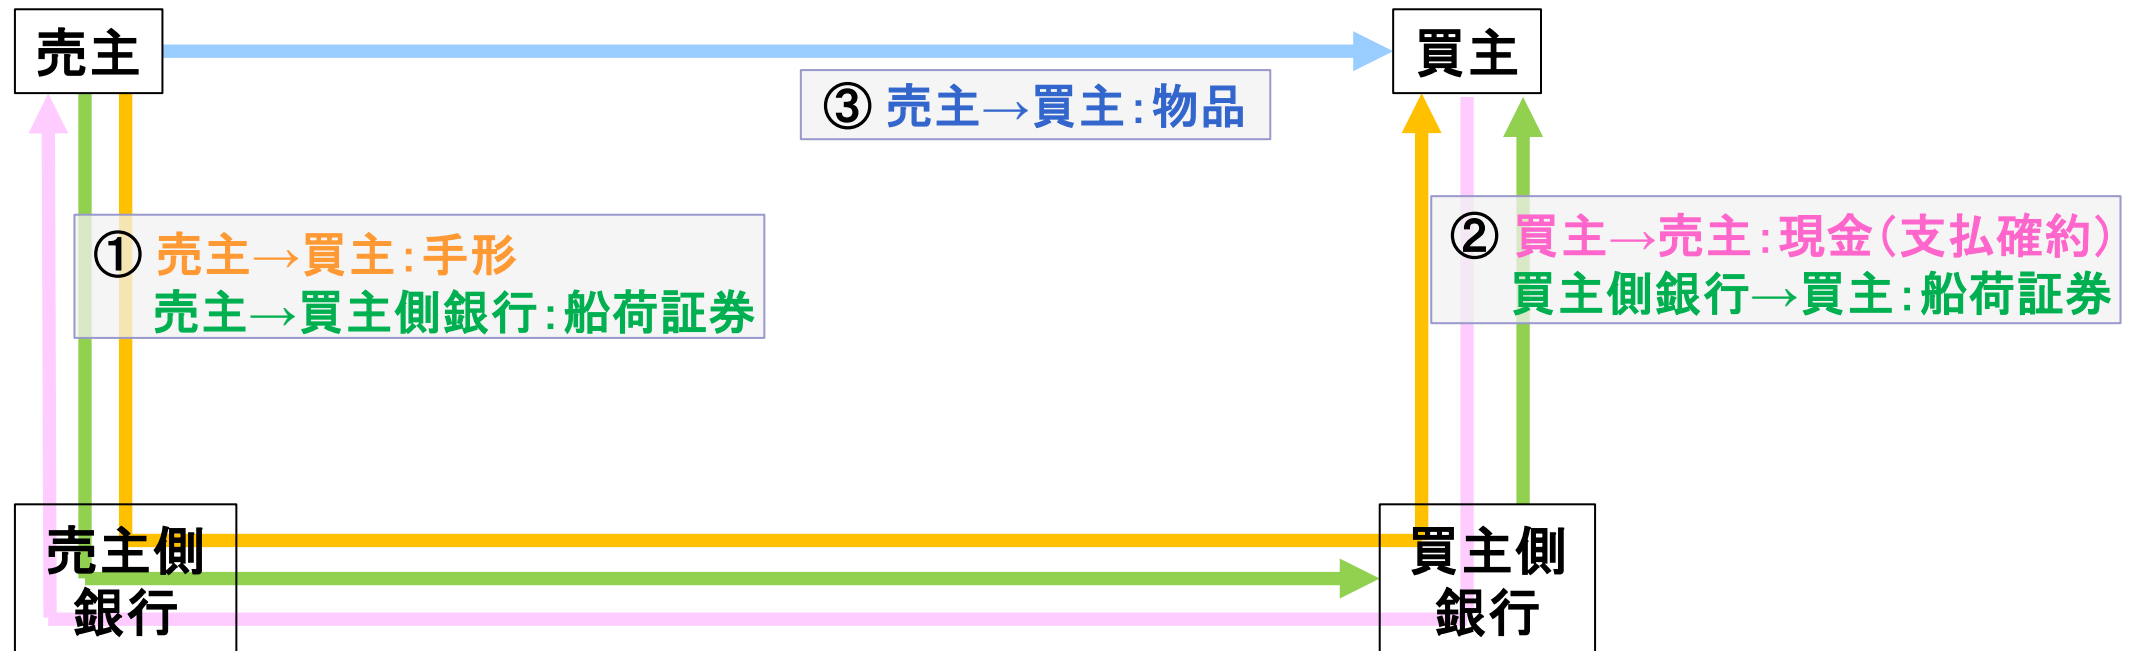 売主
買主
③ 売主→買主：物品
① 売主→買主：手形
売主→買主側銀行：船荷証券
② 買主→売主：現金（支払確約）
買主側銀行→買主：船荷証券
売主側
銀行
買主側
銀行